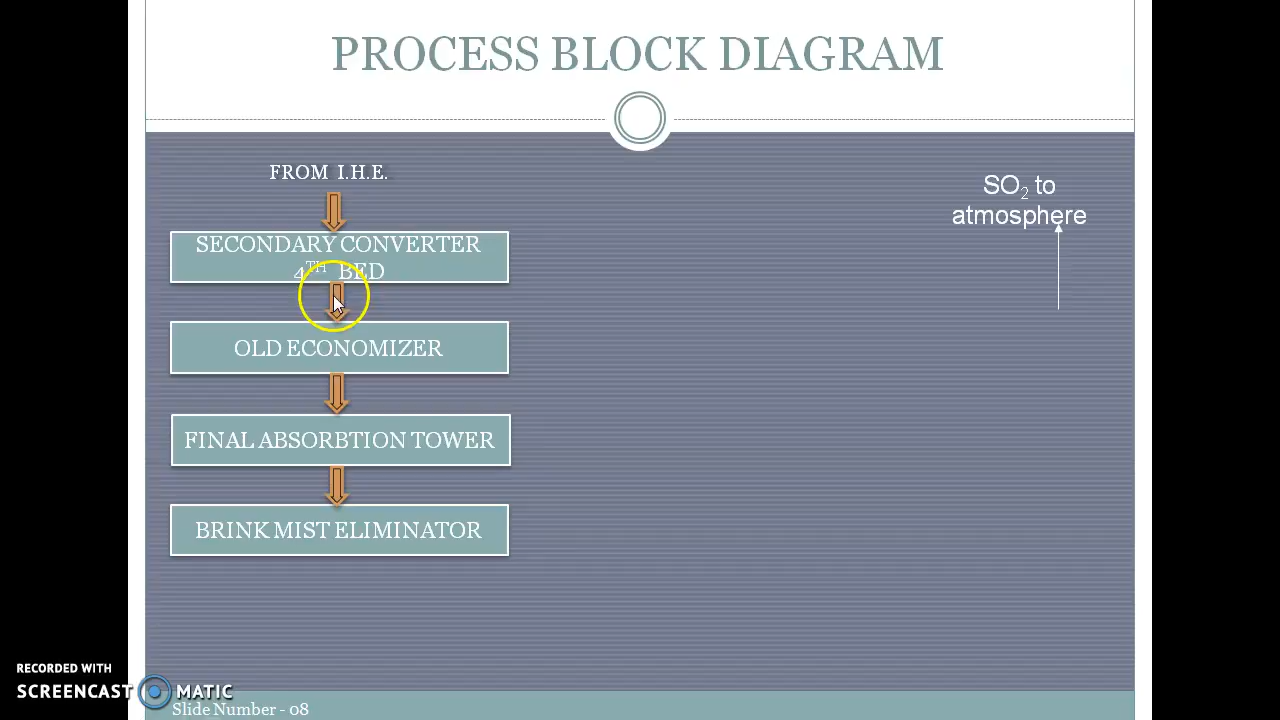 PROCESS BLOCK DIAGRAM
FROM I.H.E.
SECONDARY CONVERTER
4TH BED
OLD ECONOMIZER
FINAL ABSORBTION TOWER
BRINK MIST ELIMINATOR
SO2 to
atmosphere
RECORDED WITH
SCREENCAST MATIC
Slide Number - 08